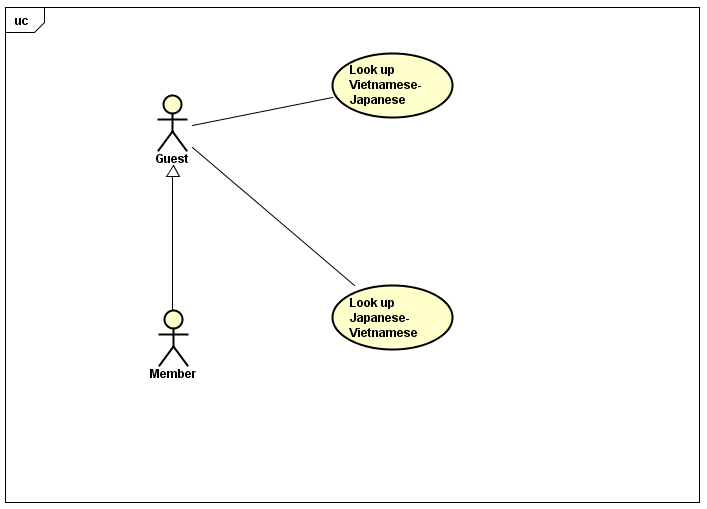 uc
Look up
Vietnamese-
Japanese
Guest
Look up
Japanese-
Vietnamese
Member